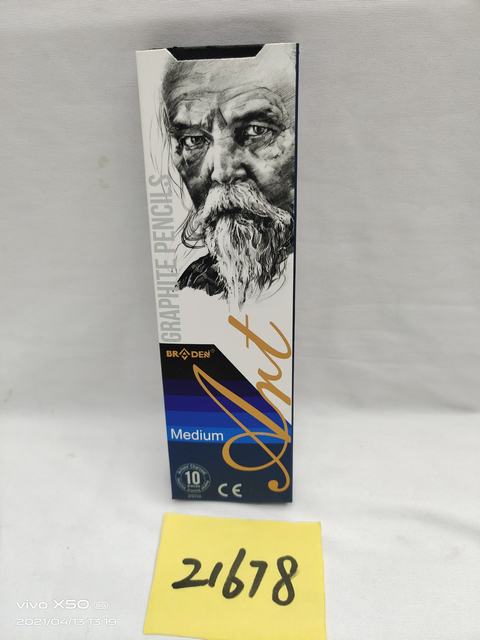 GRAPHITE PENCILS
BRADEN
Art
Medium
10
CE
21678
vivo X50
2021/04/13 13:19